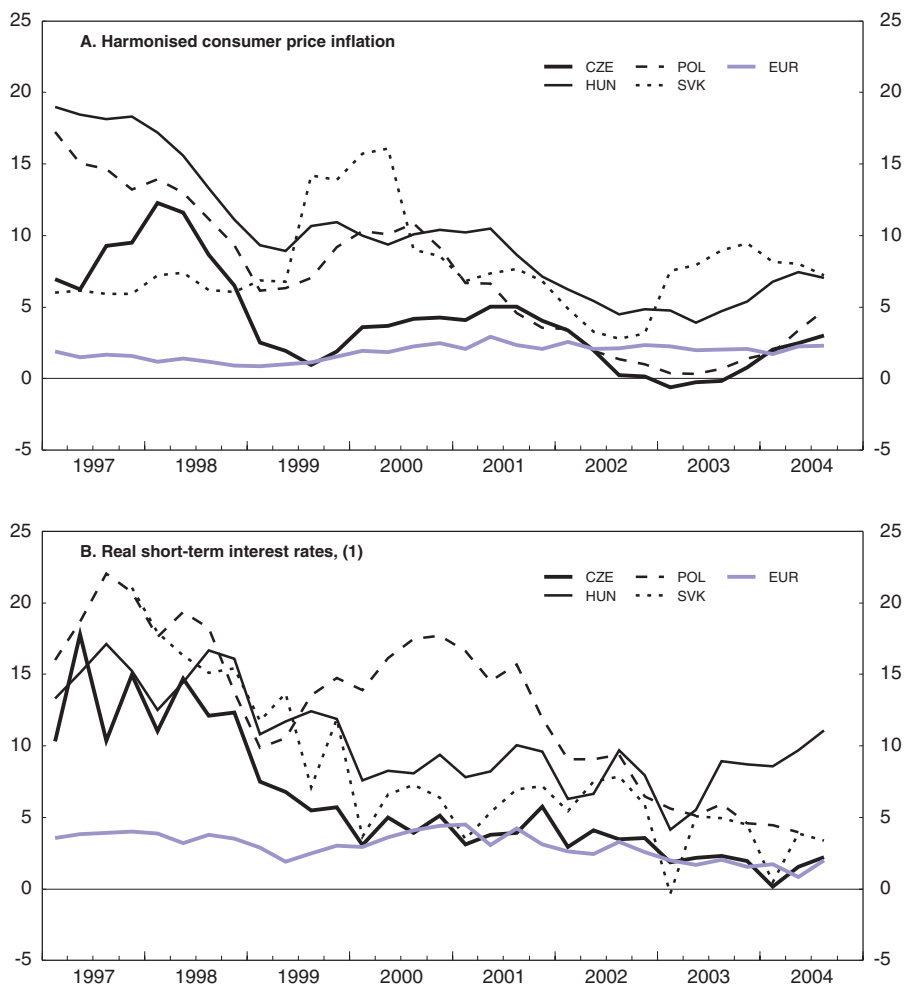 A. Harmonised consumer price inflation
CZE POL EUR
HUN SVK
25 25
20 20
15 15
10 10
5 5
0 0
-5 -5
1997 1998 1999 2000 2001 2002 2003 2004
B. Real short-term interest rates, (1)
CZE POL EUR
HUN SVK
25 25
20 20
15 15
10 10
5 5
0 0
-5 -5
1997 1998 1999 2000 2001 2002 2003 2004